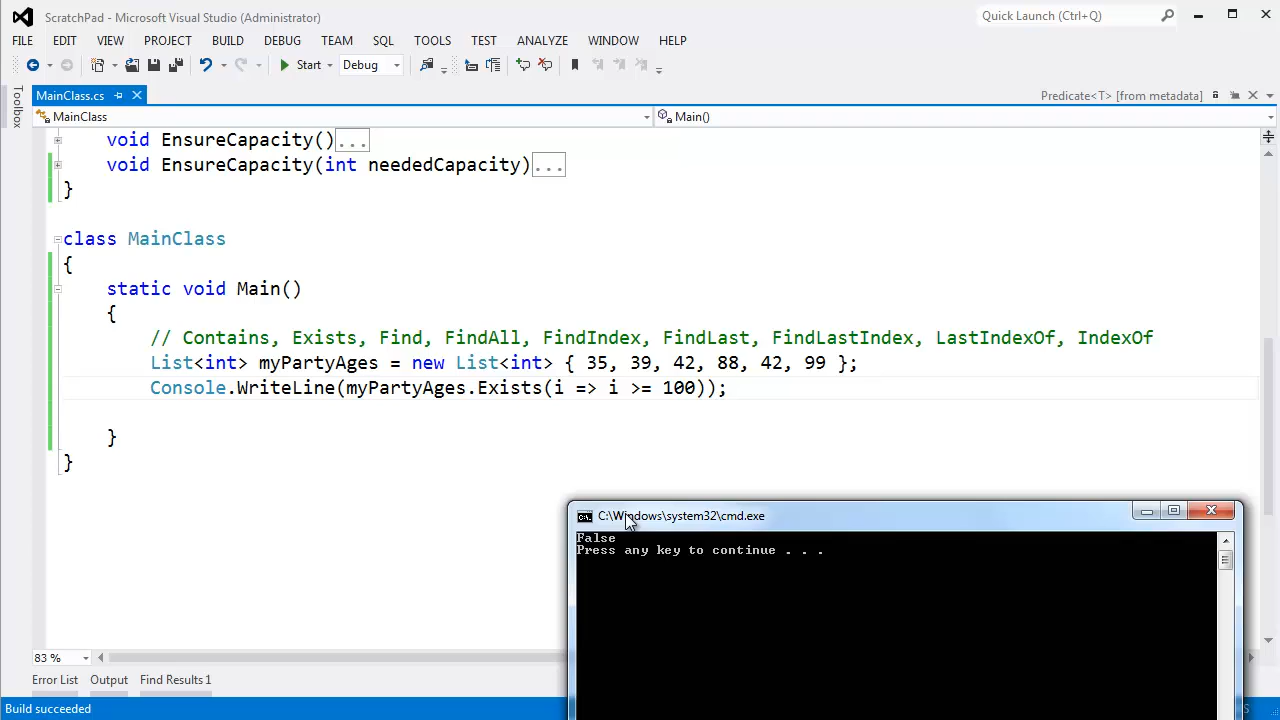 ScratchPad - Microsoft Visual Studio (Administrator)
Quick Launch (Ctrl+Q)
FILE EDIT VIEW PROJECT BUILD DEBUG TEAM SQL TOOLS TEST ANALYZE WINDOW HELP
Start Debug
Toolbox
MainClass.cs
Predicate<T> [from metadata]
MainClass
Main()
void EnsureCapacity()...
void EnsureCapacity(int neededCapacity)...
}
class MainClass
{
static void Main()
{
// Contains, Exists, Find, FindAll, FindIndex, FindLast, FindLastIndex, LastIndexOf, IndexOf
List<int> myPartyAges = new List<int> { 35, 39, 42, 88, 42, 99 };
Console.WriteLine(myPartyAges.Exists(i => i >= 100));
}
}
C:\Windows\system32\cmd.exe
False
Press any key to continue . . .
83 %
Error List Output Find Results 1
Build succeeded